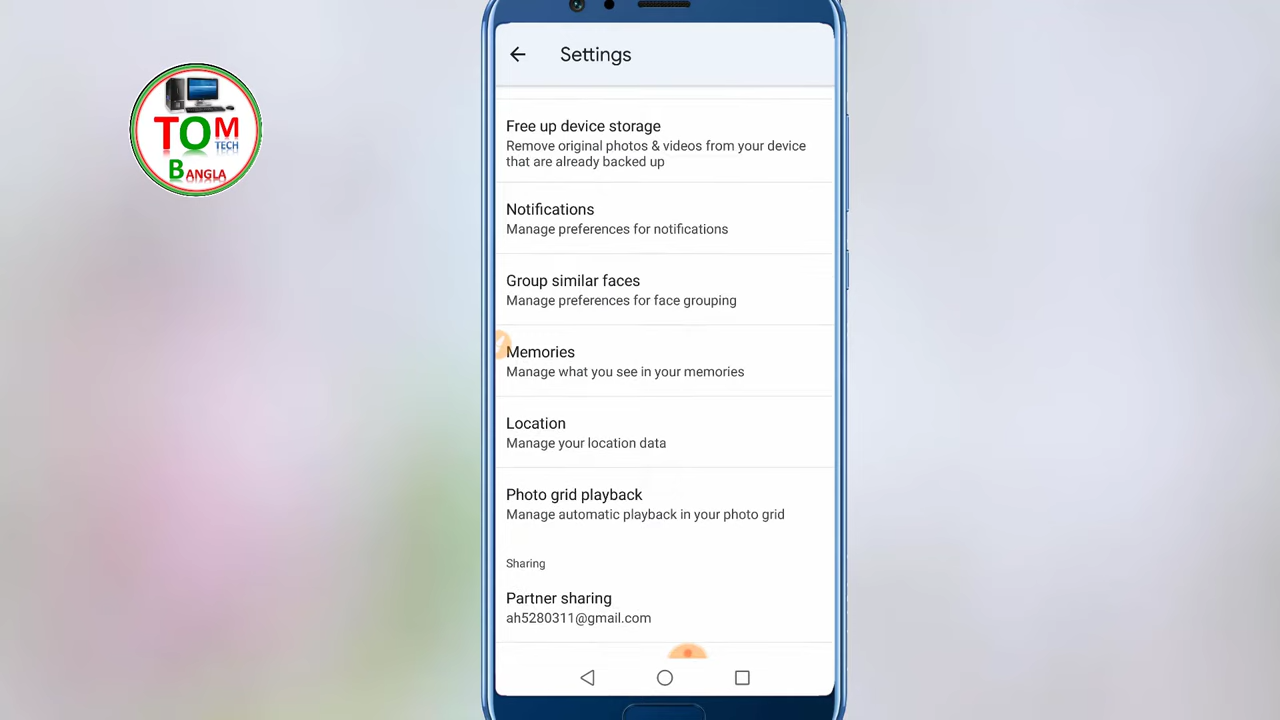 TOM
TECH
BANGLA
Settings
Free up device storage
Remove original photos & videos from your device
that are already backed up
Notifications
Manage preferences for notifications
Group similar faces
Manage preferences for face grouping
Memories
Manage what you see in your memories
Location
Manage your location data
Photo grid playback
Manage automatic playback in your photo grid
Sharing
Partner sharing
ah5280311@gmail.com